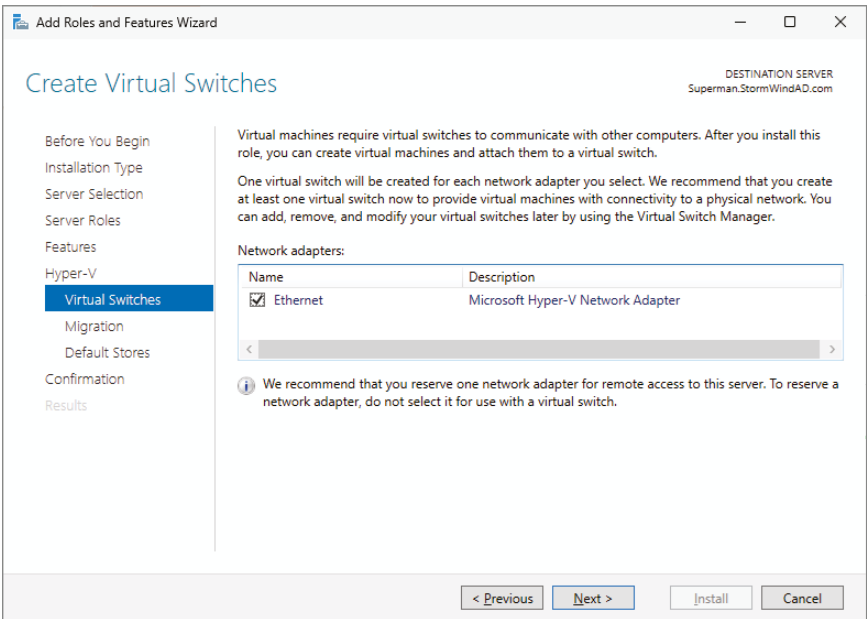 Add Roles and Features Wizard
Create Virtual Switches
DESTINATION SERVER
Superman.StormWindAD.com
Before You Begin
Installation Type
Server Selection
Server Roles
Features
Hyper-V
Virtual Switches
Migration
Default Stores
Confirmation
Results
Virtual machines require virtual switches to communicate with other computers. After you install this
role, you can create virtual machines and attach them to a virtual switch.
One virtual switch will be created for each network adapter you select. We recommend that you create
at least one virtual switch now to provide virtual machines with connectivity to a physical network. You
can add, remove, and modify your virtual switches later by using the Virtual Switch Manager.
Network adapters:
Name Description
Ethernet Microsoft Hyper-V Network Adapter
We recommend that you reserve one network adapter for remote access to this server. To reserve a
network adapter, do not select it for use with a virtual switch.
< Previous Next > Install Cancel